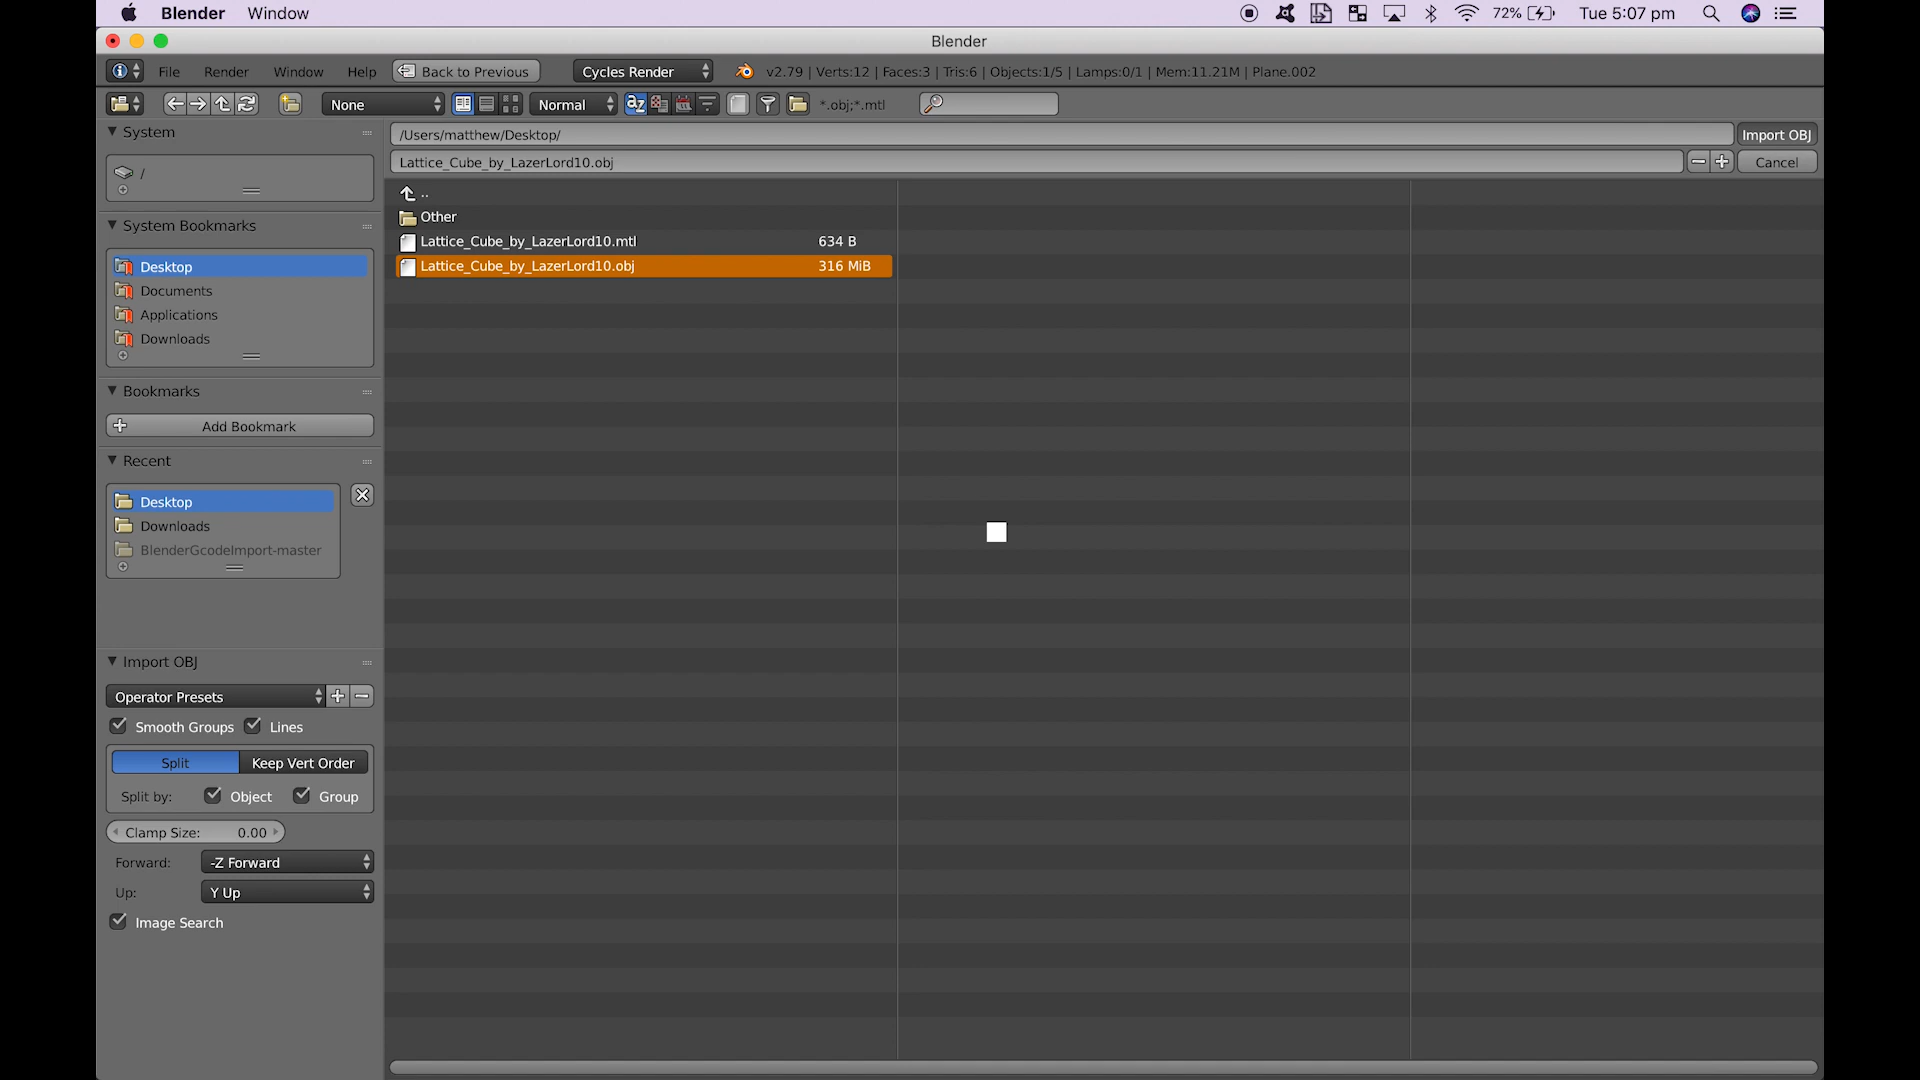 Blender Window 72% Tue 5:07 pm
Blender
File Render Window Help Back to Previous Cycles Render v2.79 | Verts:12 | Faces:3 | Tris:6 | Objects:1/5 | Lamps:0/1 | Mem:11.21M | Plane.002
None Normal *.obj;*.mtl
System
/
System Bookmarks
Desktop
Documents
Applications
Downloads
Bookmarks
Add Bookmark
Recent
Desktop
Downloads
BlenderGcodeImport-master
Import OBJ
Operator Presets
Smooth Groups Lines
Split Keep Vert Order
Split by: Object Group
Clamp Size: 0.00
Forward: -Z Forward
Up: Y Up
Image Search
/Users/matthew/Desktop/ Import OBJ
Lattice_Cube_by_LazerLord10.obj Cancel
..
Other
Lattice_Cube_by_LazerLord10.mtl 634 B
Lattice_Cube_by_LazerLord10.obj 316 MiB